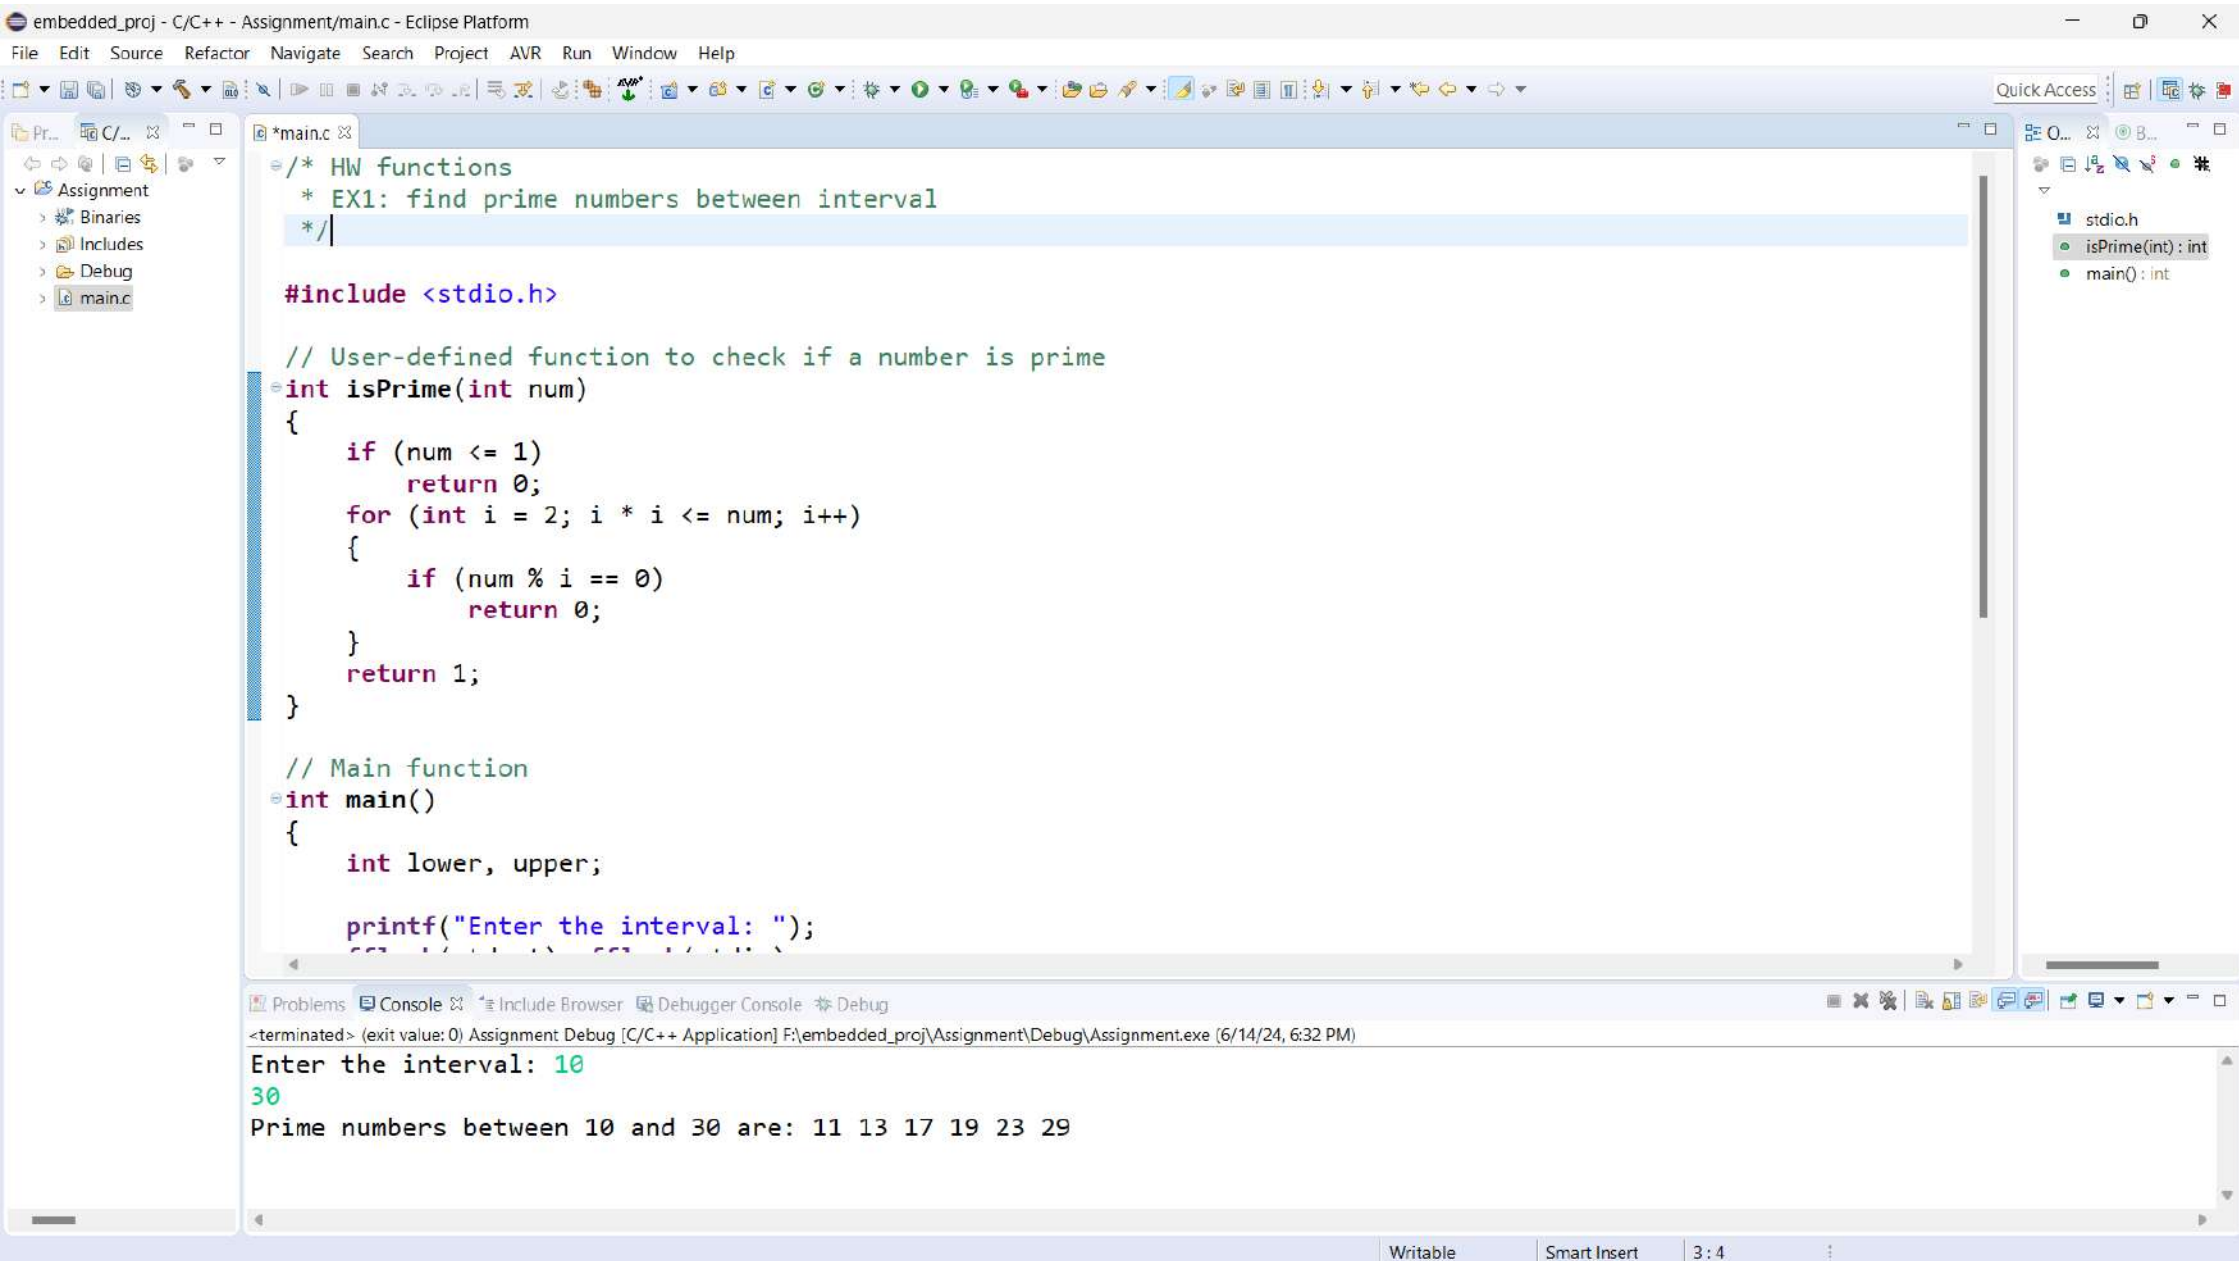 embedded_proj - C/C++ - Assignment/main.c - Eclipse Platform
File Edit Source Refactor Navigate Search Project AVR Run Window Help
Quick Access
Pr...
C/...
Assignment
Binaries
Includes
Debug
main.c
*main.c
/* HW functions
* EX1: find prime numbers between interval
*/
#include <stdio.h>
// User-defined function to check if a number is prime
int isPrime(int num)
{
if (num <= 1)
return 0;
for (int i = 2; i * i <= num; i++)
{
if (num % i == 0)
return 0;
}
return 1;
}
// Main function
int main()
{
int lower, upper;
printf("Enter the interval: ");
O...
B...
stdio.h
isPrime(int) : int
main() : int
Problems Console Include Browser Debugger Console Debug
<terminated> (exit value: 0) Assignment Debug [C/C++ Application] F:\embedded_proj\Assignment\Debug\Assignment.exe (6/14/24, 6:32 PM)
Enter the interval: 10
30
Prime numbers between 10 and 30 are: 11 13 17 19 23 29
Writable Smart Insert 3 : 4